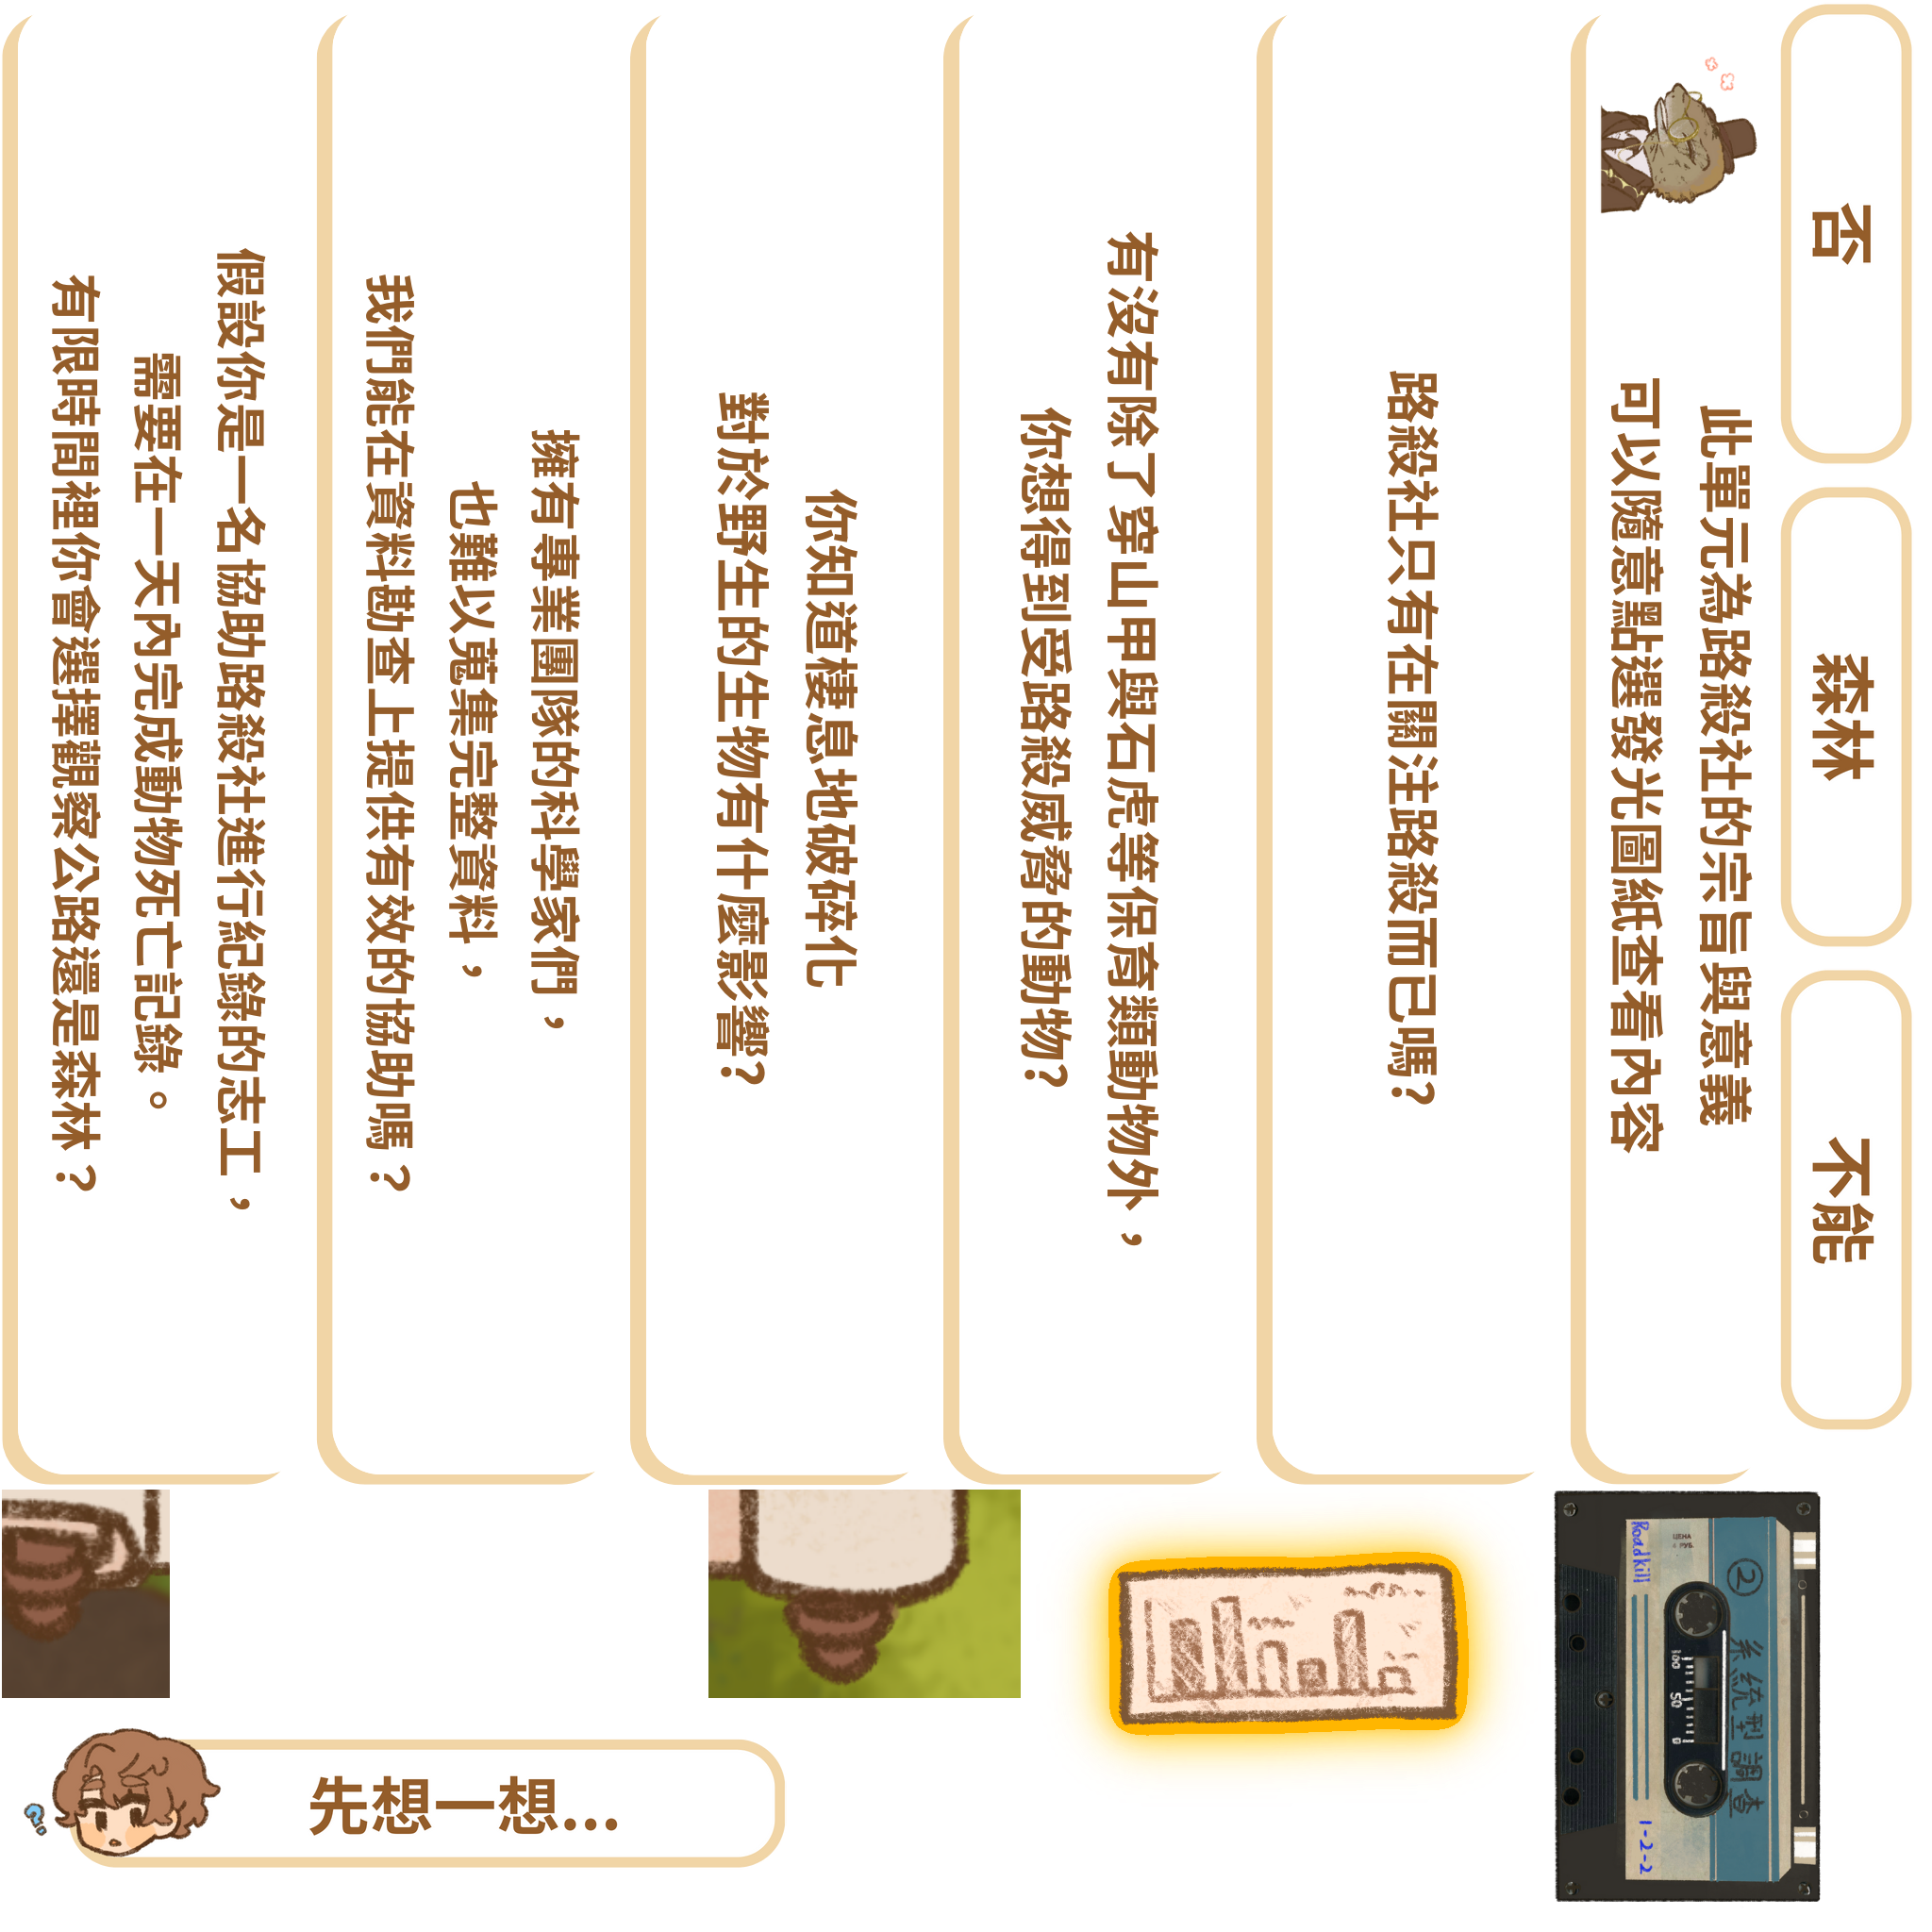 否
森林
不能
此單元為路殺社的宗旨與意義
可以隨意點選發光圖紙查看內容
路殺社只有在關注路殺而已嗎?
有沒有除了穿山甲與石虎等保育類動物外，
你想得到受路殺威脅的動物?
你知道棲息地破碎化
對於野生的生物有什麼影響?
擁有專業團隊的科學家們，
也難以蒐集完整資料，
我們能在資料勘查上提供有效的協助嗎？
假設你是一名協助路殺社進行紀錄的志工，
需要在一天內完成動物死亡記錄。
有限時間裡你會選擇觀察公路還是森林？
先想一想...
②
系統型調查
Roadkill
1-2-2
ЦЕНА
4 РУБ.
100 50 0
?